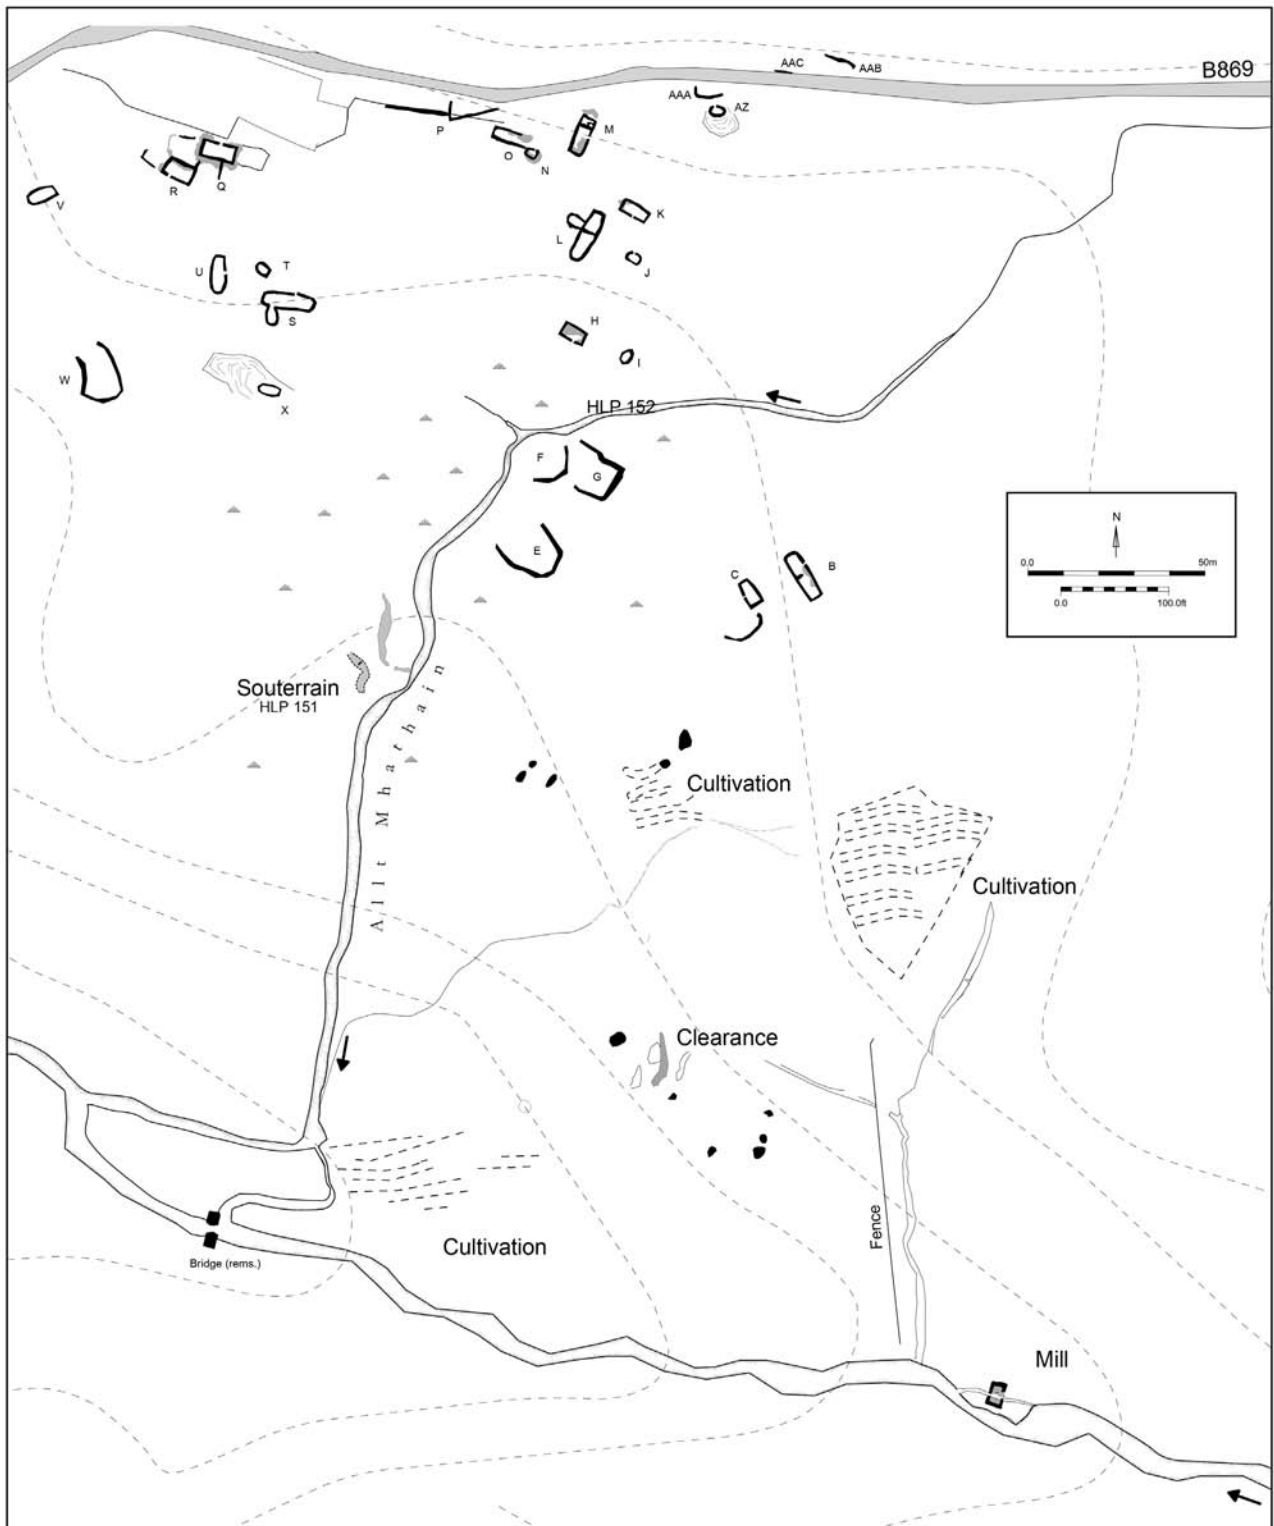 B869
AAC
AAB
AAA
AZ
P
M
O
N
R
Q
V
K
L
J
U
T
S
H
I
W
X
HLP 152
F
G
E
C
B
N
0,0
50m
0.0
100.0ft
Souterrain
HLP 151
Allt Mhathain
Cultivation
Cultivation
Clearance
Fence
Cultivation
Bridge (rems.)
Mill